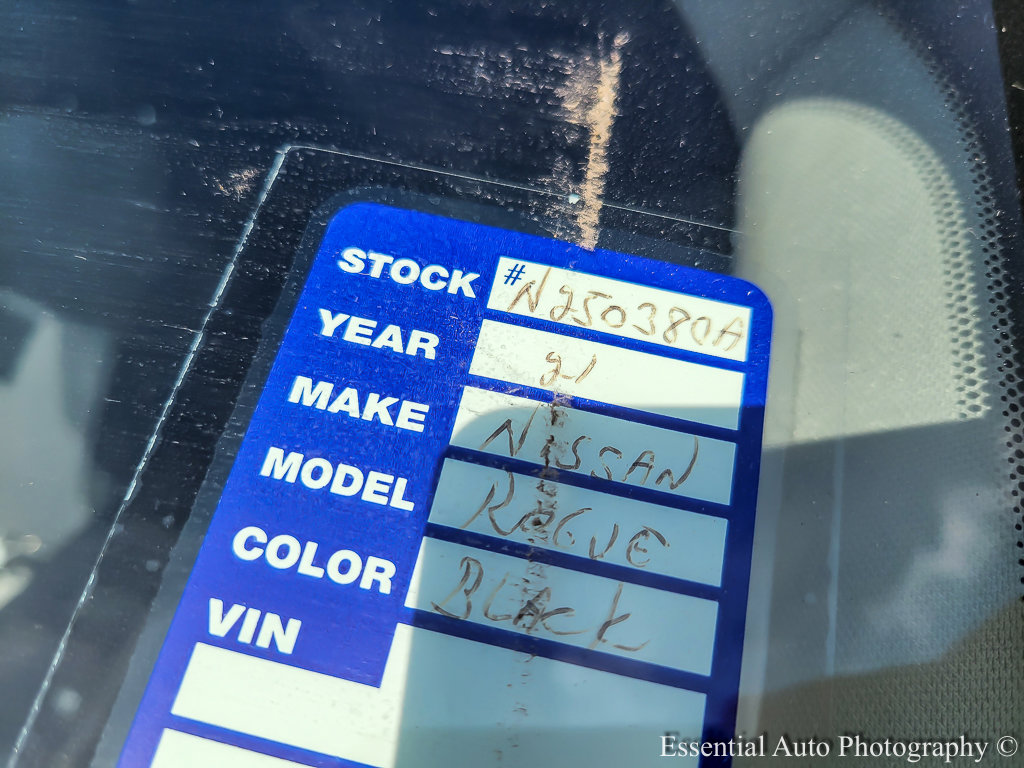 STOCK # N250380A
YEAR 21
MAKE NISSAN
MODEL ROGUE
COLOR BLACK
VIN
Essential Auto Photography ©